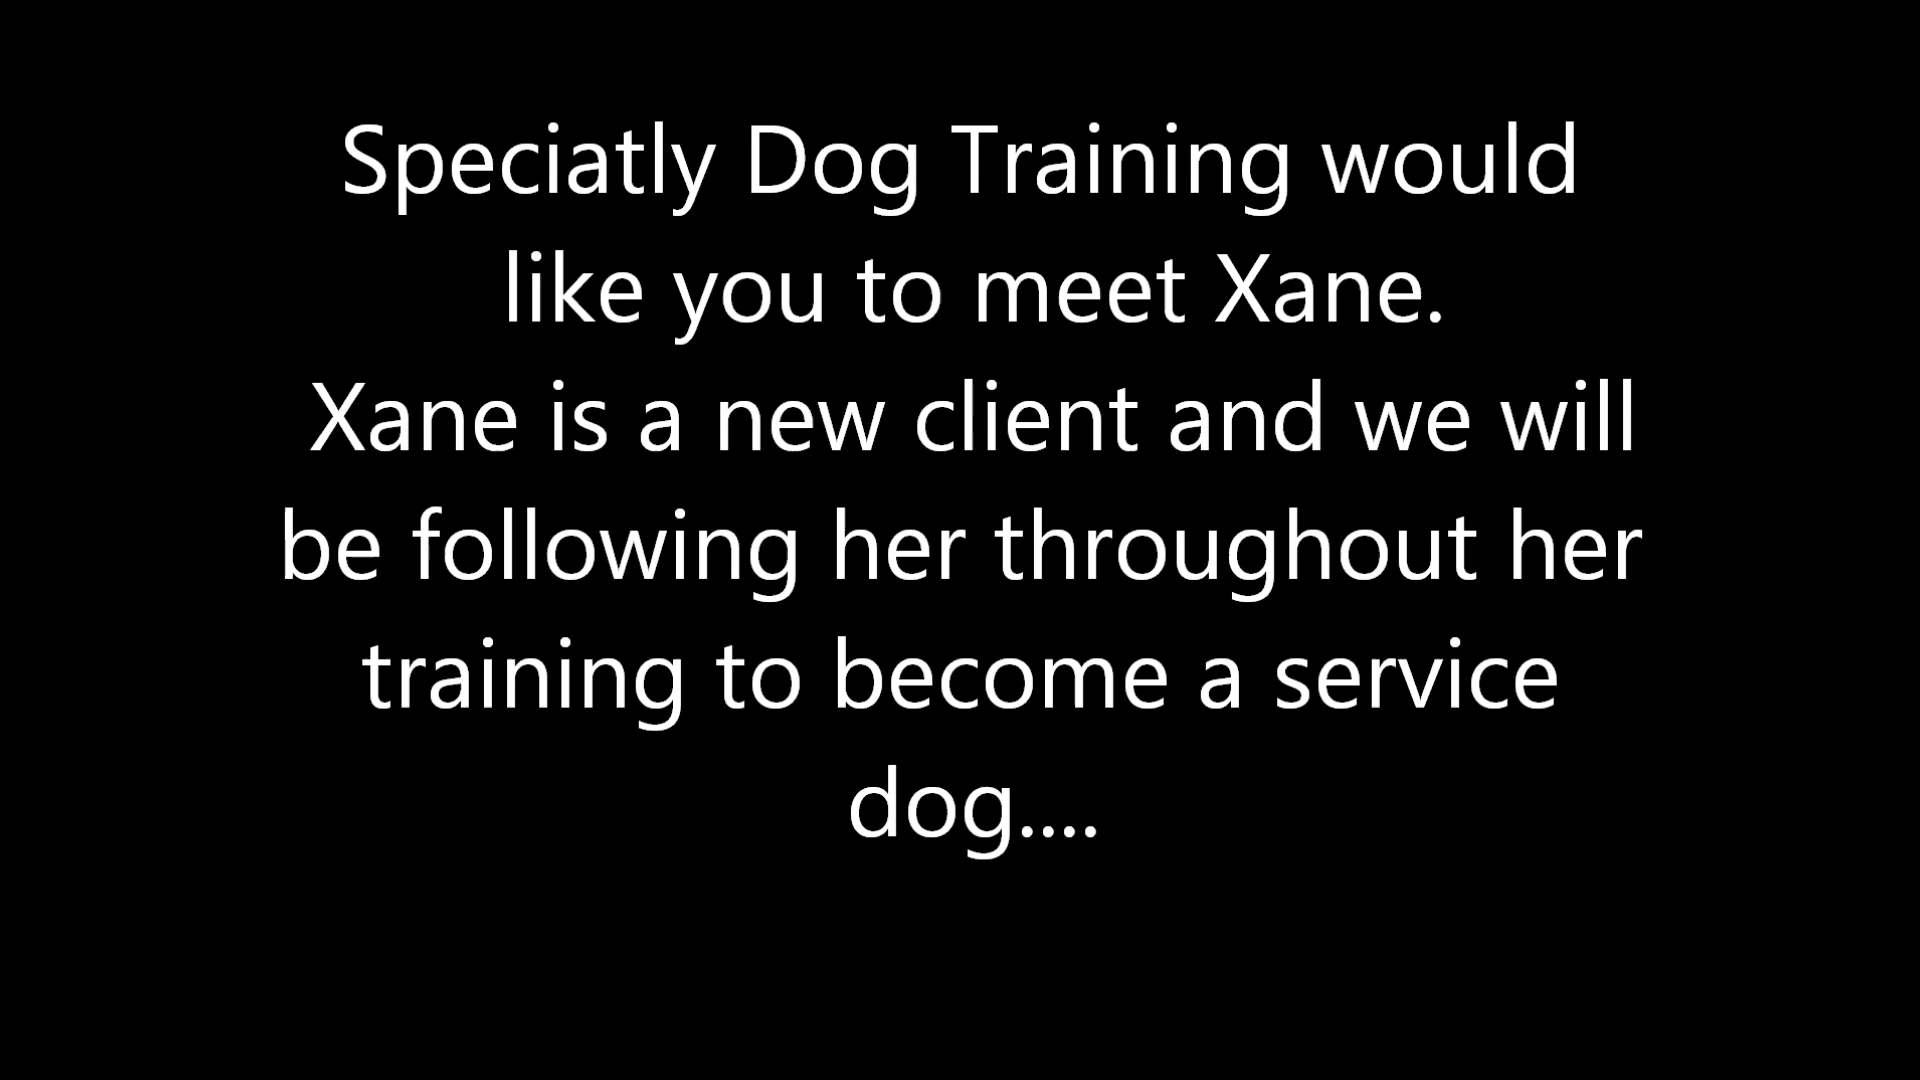 Speciatly Dog Training would
like you to meet Xane.
Xane is a new client and we will
be following her throughout her
training to become a service
dog....